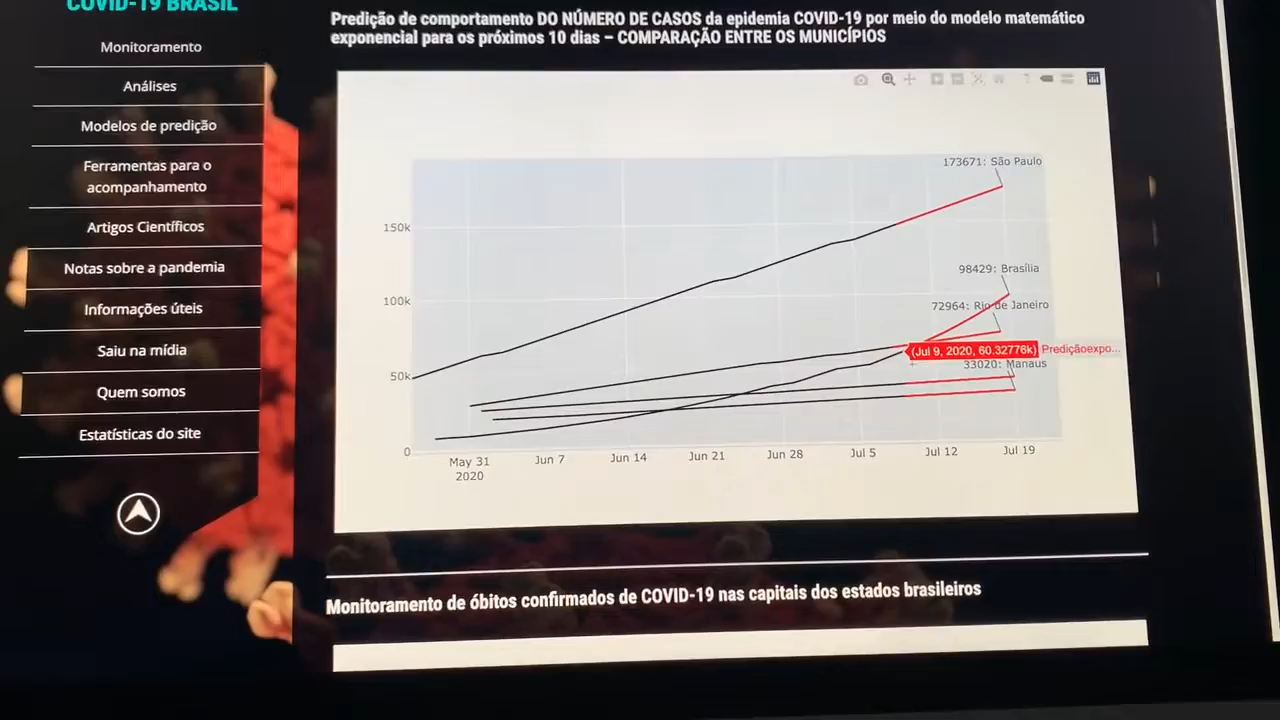 COVID-19 BRASIL
Monitoramento
Análises
Modelos de predição
Ferramentas para o
acompanhamento
Artigos Científicos
Notas sobre a pandemia
Informações úteis
Saiu na mídia
Quem somos
Estatísticas do site
Predição de comportamento DO NÚMERO DE CASOS da epidemia COVID-19 por meio do modelo matemático
exponencial para os próximos 10 dias – COMPARAÇÃO ENTRE OS MUNICÍPIOS
173671: São Paulo
150k
98429: Brasília
100k
72964: Rio de Janeiro
(Jul 9, 2020, 60.32776k) Prediçãoexpo...
33020: Manaus
50k
0
May 31
2020
Jun 7
Jun 14
Jun 21
Jun 28
Jul 5
Jul 12
Jul 19
Monitoramento de óbitos confirmados de COVID-19 nas capitais dos estados brasileiros